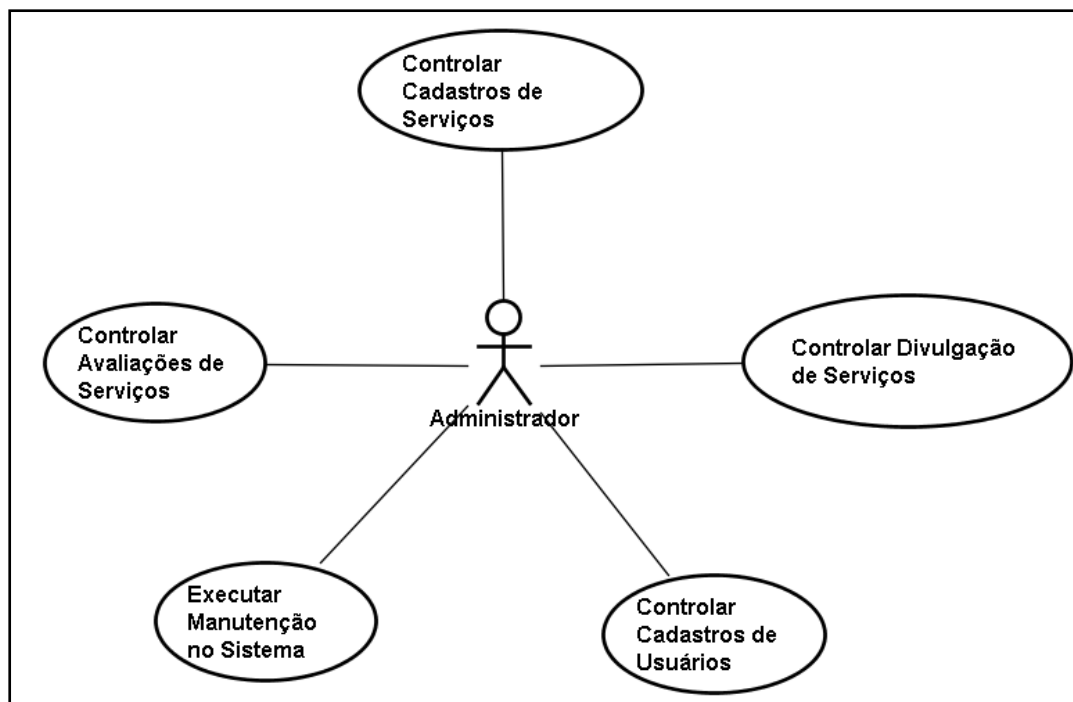 Controlar
Cadastros de
Serviços
Controlar
Avaliações de
Serviços
Controlar Divulgação
de Serviços
Administrador
Executar
Manutenção
no Sistema
Controlar
Cadastros de
Usuários